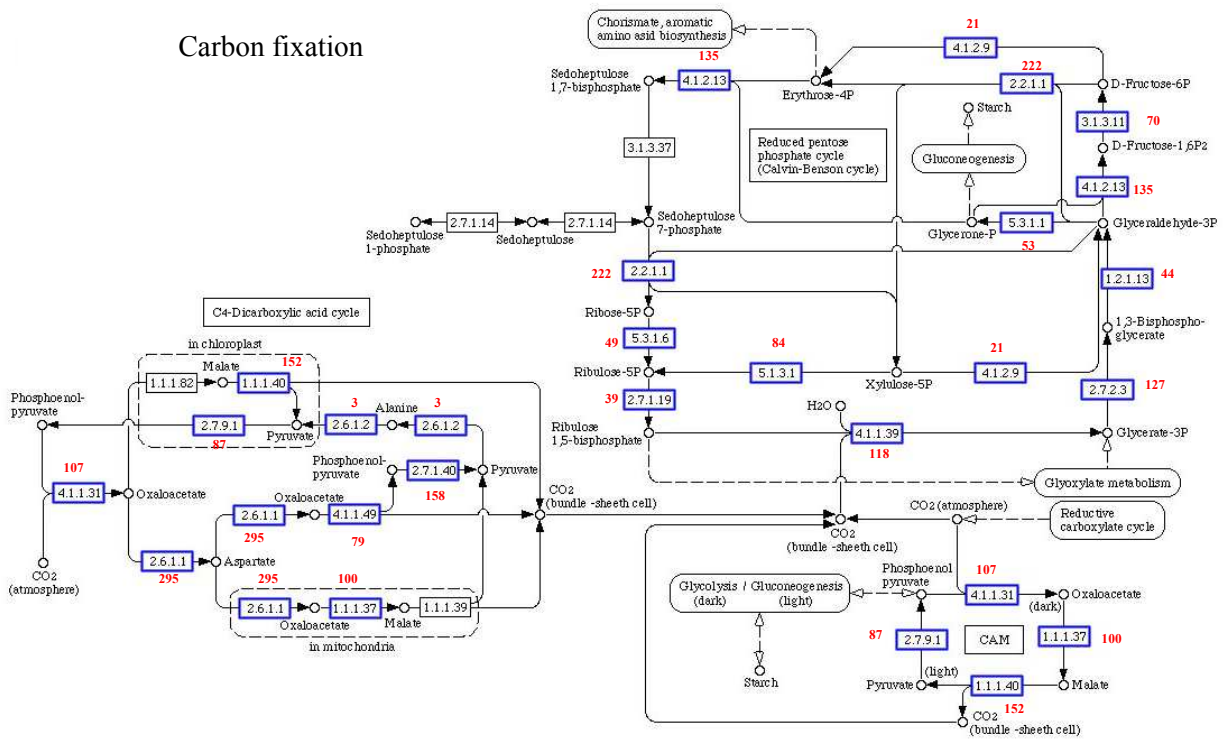 Carbon fixation
Chorismate, aromatic
amino asid biosynthesis
21
4.1.2.9
135
222
Sedoheptulose
1,7-bisphosphate
4.1.2.13
Erythrose-4P
2.2.1.1
D-Fructose-6P
Starch
3.1.3.11
70
3.1.3.37
Reduced pentose
phosphate cycle
(Calvin-Benson cycle)
Gluconeogenesis
D-Fructose-1,6P2
4.1.2.13
135
2.7.1.14
2.7.1.14
Sedoheptulose
1-phosphate
Sedoheptulose
Sedoheptulose
7-phosphate
Glycerone-P
5.3.1.1
Glyceraldehyde-3P
53
222
2.2.1.1
1.2.1.13
44
C4-Dicarboxylic acid cycle
Ribose-5P
1,3-Bisphospho-
glycerate
49
5.3.1.6
84
21
Ribulose-5P
5.1.3.1
Xylulose-5P
4.1.2.9
39
2.7.1.19
2.7.2.3
127
H2O
Ribulose
1,5-bisphosphate
4.1.1.39
118
Glycerate-3P
Glyoxylate metabolism
in chloroplast
Malate
152
1.1.1.82
1.1.1.40
Phosphoenol-
pyruvate
3
Alanine
3
2.7.9.1
87
Pyruvate
2.6.1.2
2.6.1.2
Phosphoenol-
pyruvate
2.7.1.40
Pyruvate
158
107
4.1.1.31
Oxaloacetate
Oxaloacetate
2.6.1.1
4.1.1.49
295
79
CO2
(bundle -sheeth cell)
CO2
(atmosphere)
2.6.1.1
295
Aspartate
295
100
2.6.1.1
1.1.1.37
1.1.1.39
Oxaloacetate
Malate
in mitochondria
CO2 (atmosphere)
Reductive
carboxylate cycle
CO2
(bundle -sheeth cell)
Glycolysis / Gluconeogenesis
(dark)
(light)
Phosphoenol
pyruvate
107
4.1.1.31
Oxaloacetate
(dark)
87
2.7.9.1
CAM
1.1.1.37
100
Starch
(light)
Pyruvate
1.1.1.40
Malate
152
CO2
(bundle -sheeth cell)